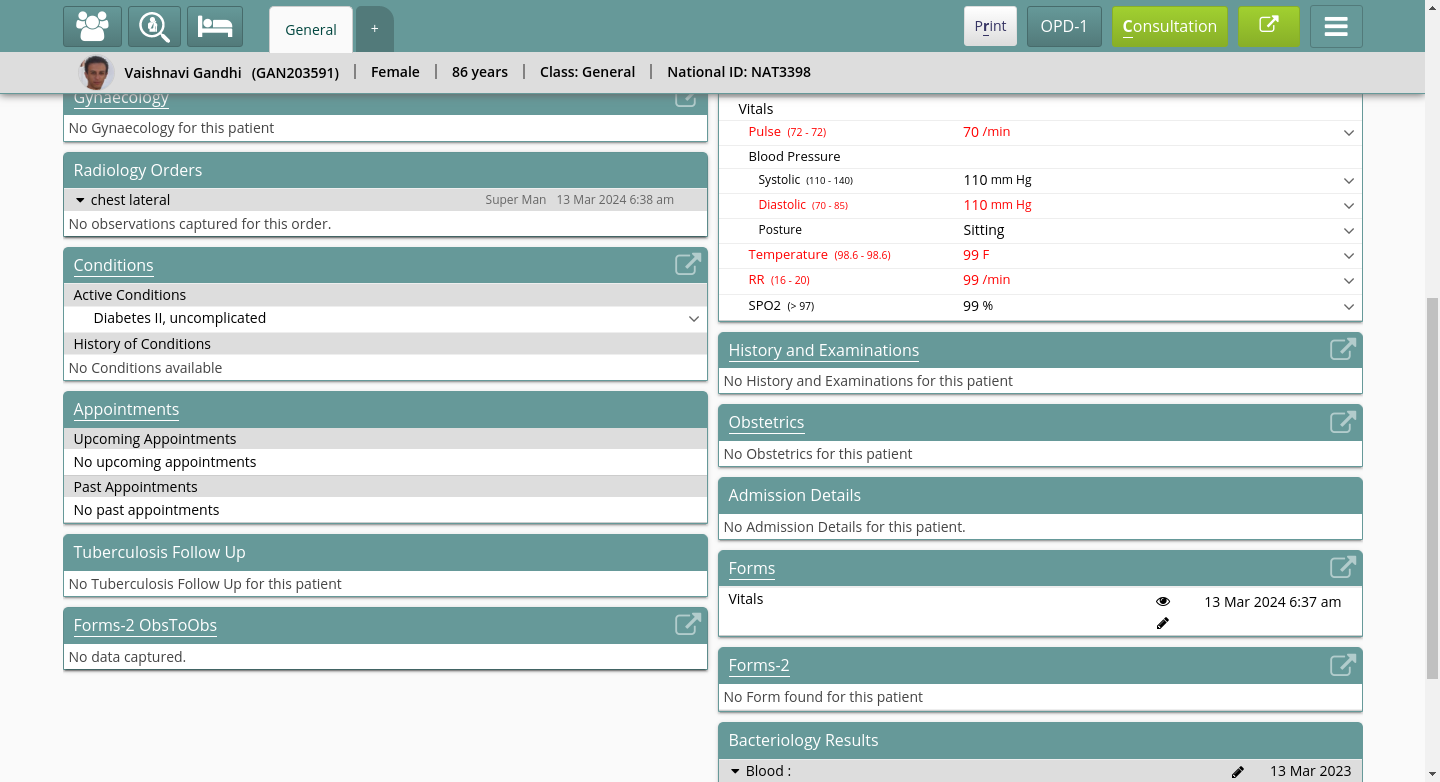 General
+
Print
OPD-1
Consultation
Vaishnavi Gandhi (GAN203591) | Female | 86 years | Class: General | National ID: NAT3398
Gynaecology
No Gynaecology for this patient
Radiology Orders
chest lateral Super Man 13 Mar 2024 6:38 am
No observations captured for this order.
Conditions
Active Conditions
Diabetes II, uncomplicated
History of Conditions
No Conditions available
Appointments
Upcoming Appointments
No upcoming appointments
Past Appointments
No past appointments
Tuberculosis Follow Up
No Tuberculosis Follow Up for this patient
Forms-2 ObsToObs
No data captured.
Vitals
Pulse (72 - 72) 70 /min
Blood Pressure
Systolic (110 - 140) 110 mm Hg
Diastolic (70 - 85) 110 mm Hg
Posture Sitting
Temperature (98.6 - 98.6) 99 F
RR (16 - 20) 99 /min
SPO2 (> 97) 99 %
History and Examinations
No History and Examinations for this patient
Obstetrics
No Obstetrics for this patient
Admission Details
No Admission Details for this patient.
Forms
Vitals 13 Mar 2024 6:37 am
Forms-2
No Form found for this patient
Bacteriology Results
Blood : 13 Mar 2023